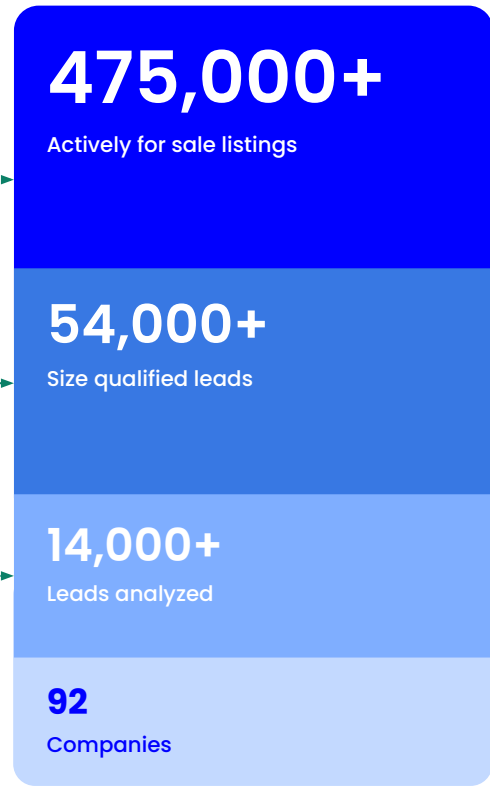 475,000+
Actively for sale listings
54,000+
Size qualified leads
14,000+
Leads analyzed
92
Companies